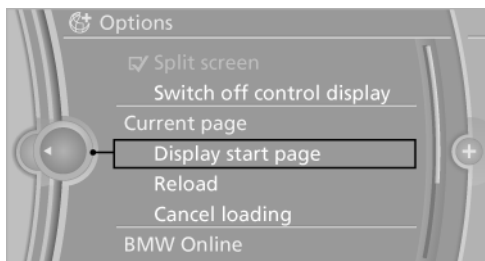 Options
Split screen
Switch off control display
Current page
Display start page
Reload
Cancel loading
BMW Online